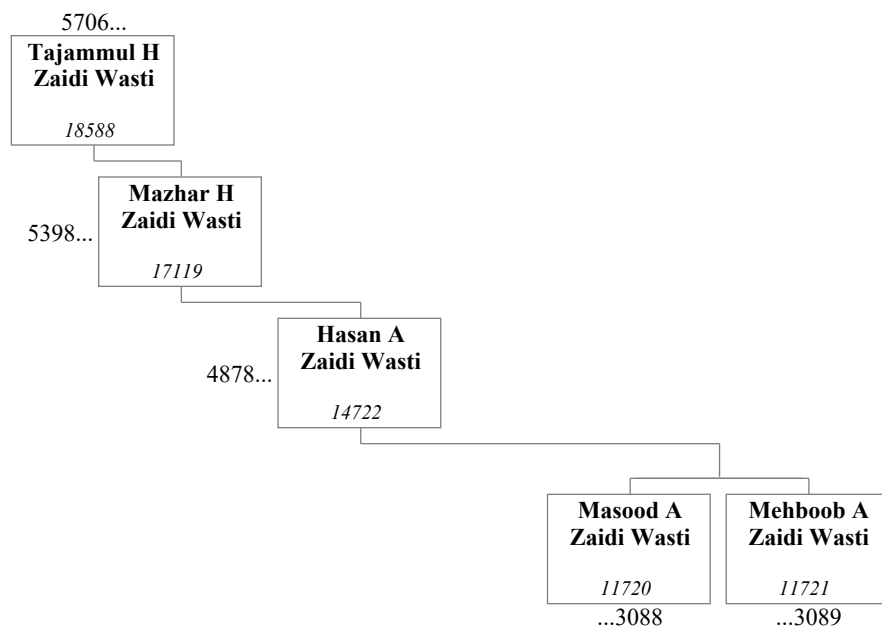 5706...
Tajammul H
Zaidi Wasti
18588
Mazhar H
Zaidi Wasti
5398...
17119
Hasan A
Zaidi Wasti
4878...
14722
Masood A
Zaidi Wasti
11720
...3088
Mehboob A
Zaidi Wasti
11721
...3089